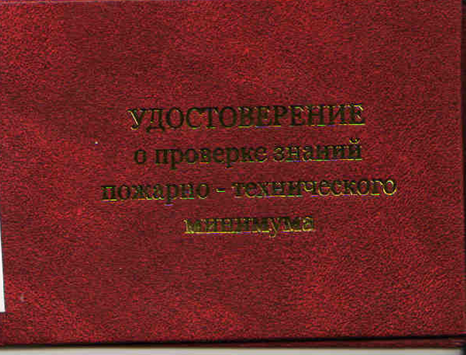 УДОСТОВЕРЕНИЕ
о проверке знаний
пожарно - технического
минимума